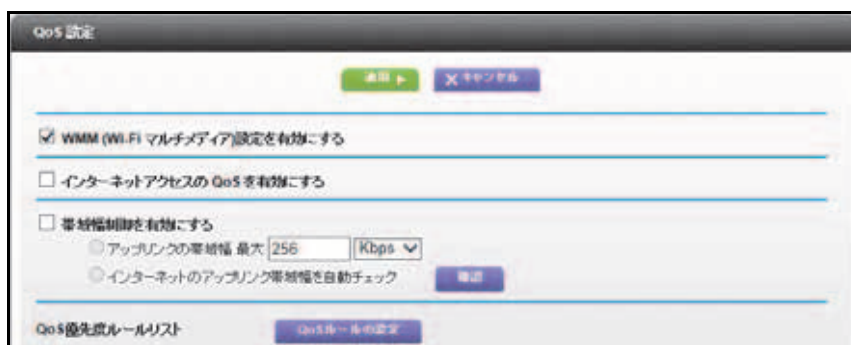 QoS 設定
適用
X キャンセル
WMM (Wi-Fi マルチメディア)設定を有効にする
インターネットアクセスの QoS を有効にする
帯域幅制御を有効にする
アップリンクの帯域幅 最大 256 Kbps
インターネットのアップリンク帯域幅を自動チェック 確認
QoS優先度ルールリスト QoSルールの設定